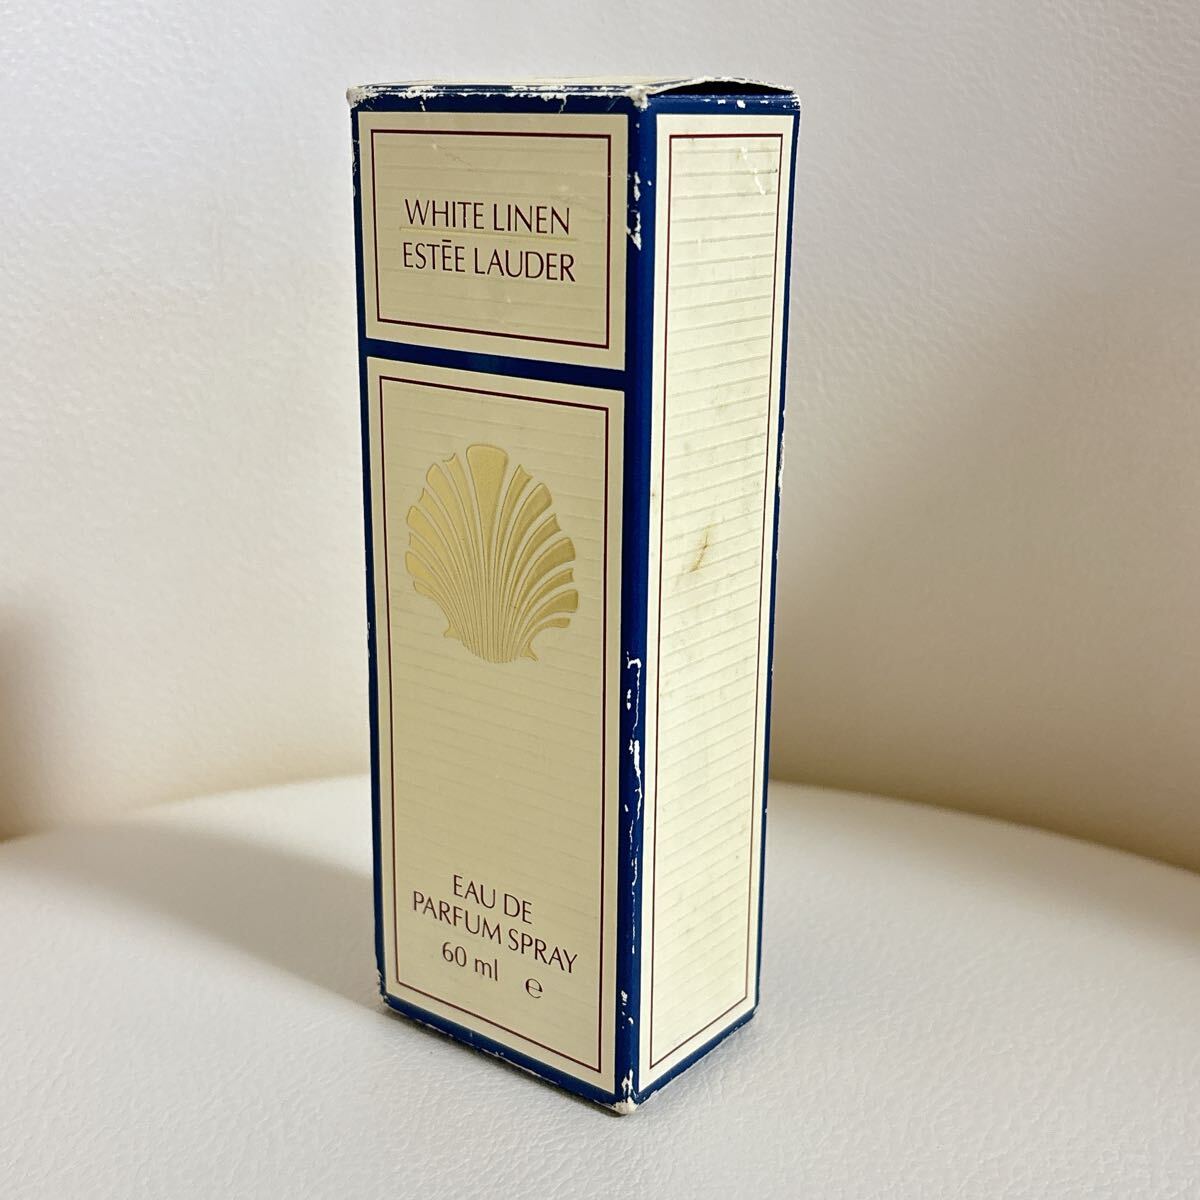 WHITE LINEN
ESTĒE LAUDER
EAU DE
PARFUM SPRAY
60 ml ℮